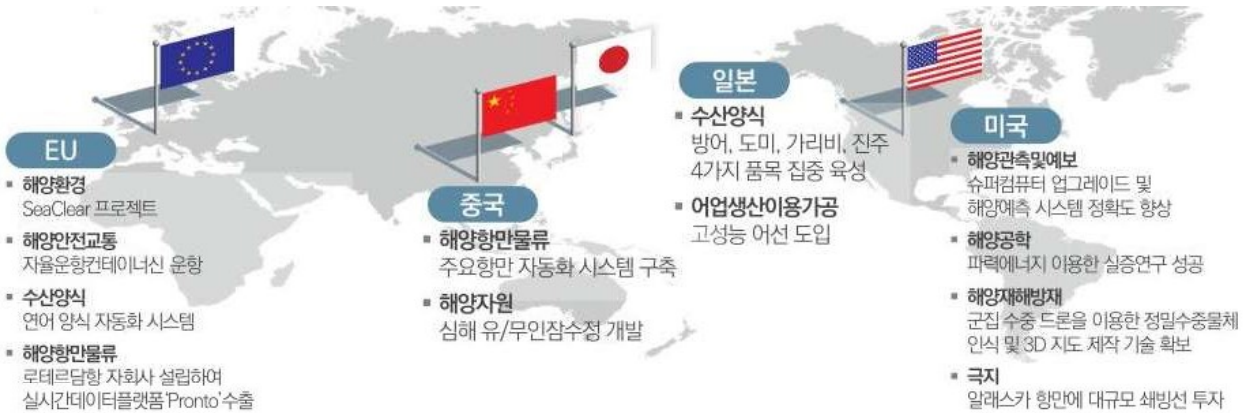 EU
▪ 해양환경
SeaClear 프로젝트
▪ 해양안전교통
자율운항컨테이너신 운항
▪ 수산양식
연어 양식 자동화 시스템
▪ 해양항만물류
로테르담항 자회사 설립하여
실시간데이터플랫폼'Pronto'수출
중국
▪ 해양항만물류
주요항만 자동화 시스템 구축
▪ 해양자원
심해 유/무인잠수정 개발
일본
▪ 수산양식
방어, 도미, 가리비, 진주
4가지 품목 집중 육성
▪ 어업생산이용가공
고성능 어선 도입
미국
▪ 해양관측및예보
슈퍼컴퓨터 업그레이드 및
해양예측 시스템 정확도 향상
▪ 해양공학
파력에너지 이용한 실증연구 성공
▪ 해양재해방재
군집 수중 드론을 이용한 정밀수중물체
인식 및 3D 지도 제작 기술 확보
▪ 극지
알래스카 항만에 대규모 쇄빙선 투자